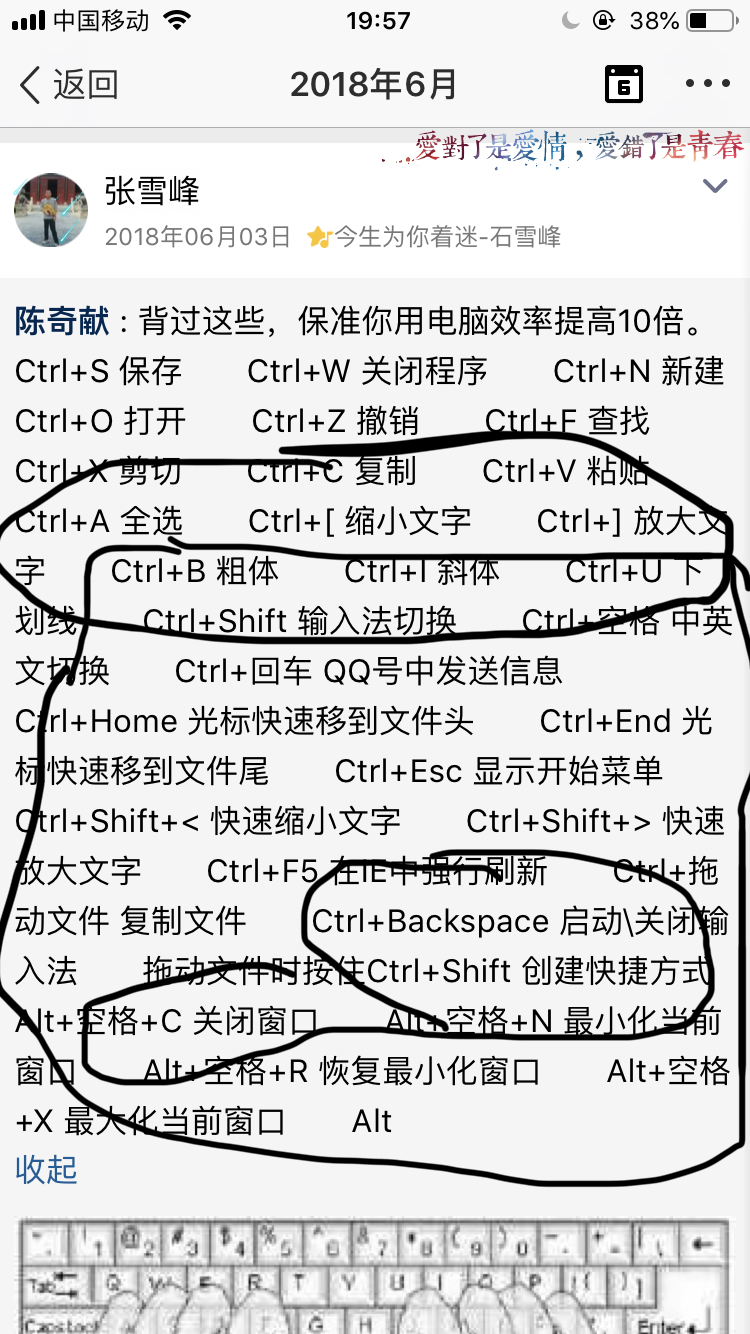 中国移动 19:57 38%
返回 2018年6月 6
愛對了是愛情，愛錯了是青春
张雪峰
2018年06月03日 今生为你着迷-石雪峰
陈奇献：背过这些，保准你用电脑效率提高10倍。
Ctrl+S 保存 Ctrl+W 关闭程序 Ctrl+N 新建
Ctrl+O 打开 Ctrl+Z 撤销 Ctrl+F 查找
Ctrl+X 剪切 Ctrl+C 复制 Ctrl+V 粘贴
Ctrl+A 全选 Ctrl+[ 缩小文字 Ctrl+] 放大文
字 Ctrl+B 粗体 Ctrl+I 斜体 Ctrl+U 下
划线 Ctrl+Shift 输入法切换 Ctrl+空格 中英
文切换 Ctrl+回车 QQ号中发送信息
Ctrl+Home 光标快速移到文件头 Ctrl+End 光
标快速移到文件尾 Ctrl+Esc 显示开始菜单
Ctrl+Shift+< 快速缩小文字 Ctrl+Shift+> 快速
放大文字 Ctrl+F5 在IE中强行刷新 Ctrl+拖
动文件 复制文件 Ctrl+Backspace 启动\关闭输
入法 拖动文件时按住Ctrl+Shift 创建快捷方式
Alt+空格+C 关闭窗口 Alt+空格+N 最小化当前
窗口 Alt+空格+R 恢复最小化窗口 Alt+空格
+X 最大化当前窗口 Alt
收起
1 @ 2 # 3 $ 4 % 5 ^ 6 & 7 * 8 ( 9 ) 0
Tab Q W E R T Y U I O P
Capslock G H Enter